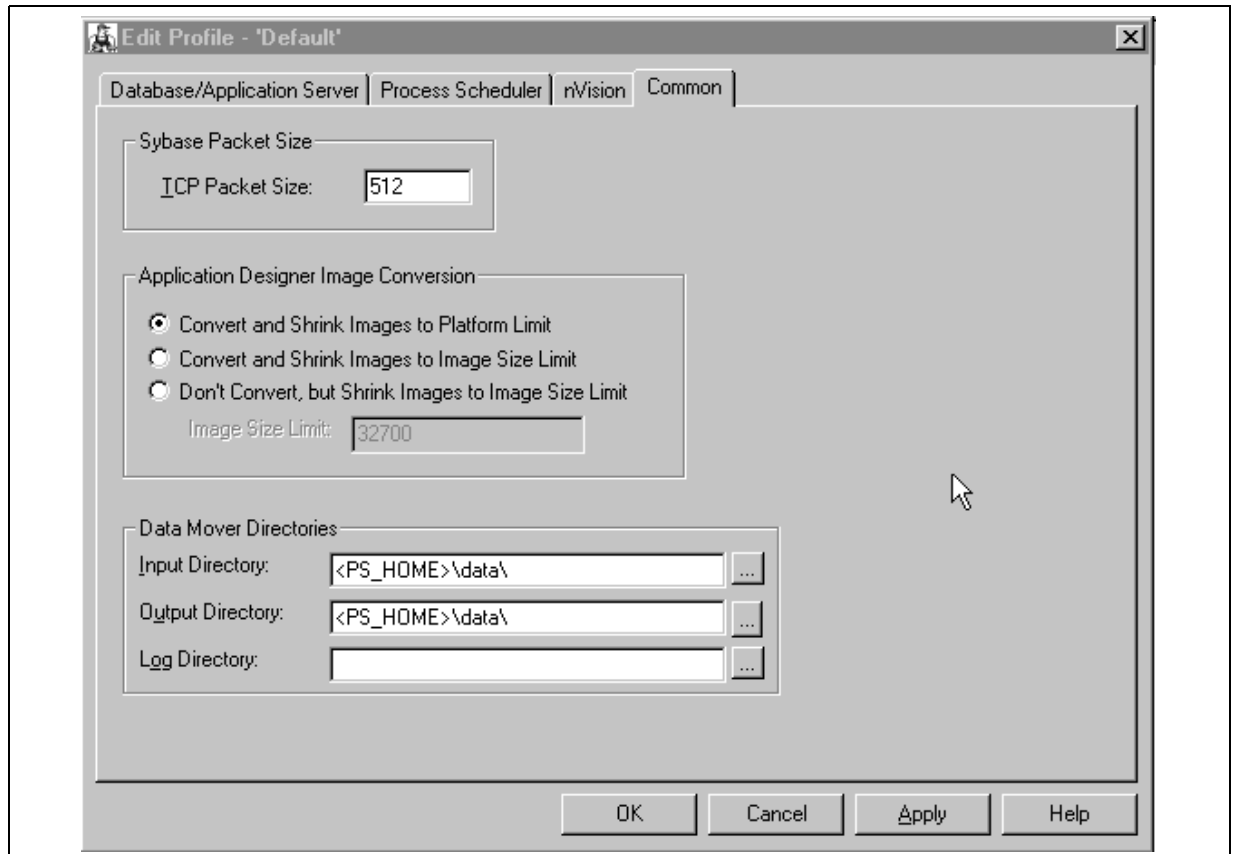 Edit Profile - 'Default'
Database/Application Server Process Scheduler nVision Common
Sybase Packet Size
TCP Packet Size: 512
Application Designer Image Conversion
Convert and Shrink Images to Platform Limit
Convert and Shrink Images to Image Size Limit
Don't Convert, but Shrink Images to Image Size Limit
Image Size Limit: 32700
Data Mover Directories
Input Directory: <PS_HOME>\data\ ...
Output Directory: <PS_HOME>\data\ ...
Log Directory: ...
OK Cancel Apply Help